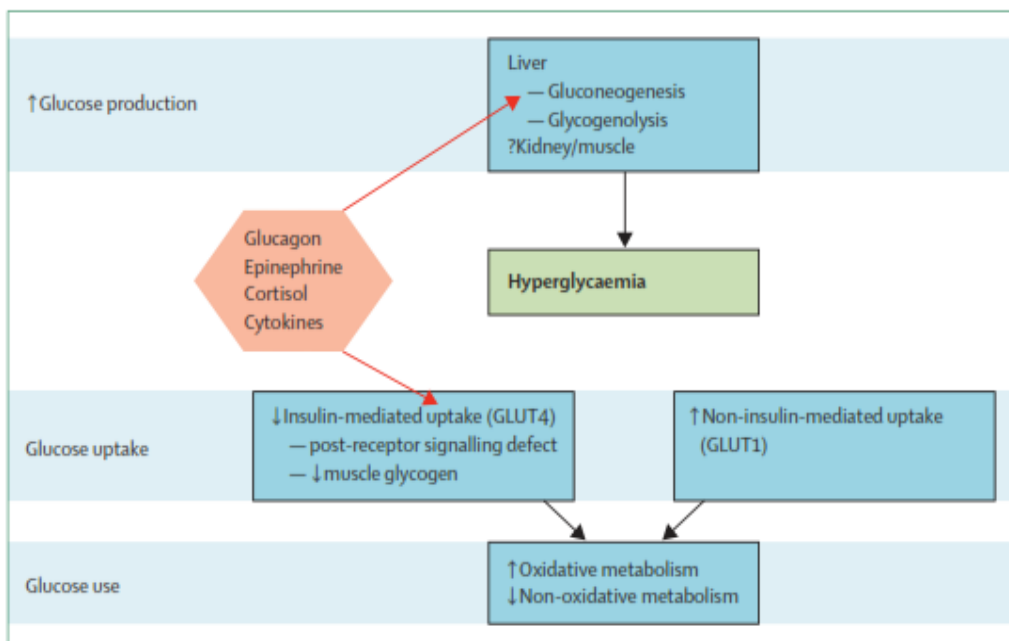 ↑Glucose production
Liver
— Gluconeogenesis
— Glycogenolysis
?Kidney/muscle
Glucagon
Epinephrine
Cortisol
Cytokines
Hyperglycaemia
Glucose uptake
↓Insulin-mediated uptake (GLUT4)
— post-receptor signalling defect
— ↓muscle glycogen
↑Non-insulin-mediated uptake
(GLUT1)
Glucose use
↑Oxidative metabolism
↓Non-oxidative metabolism